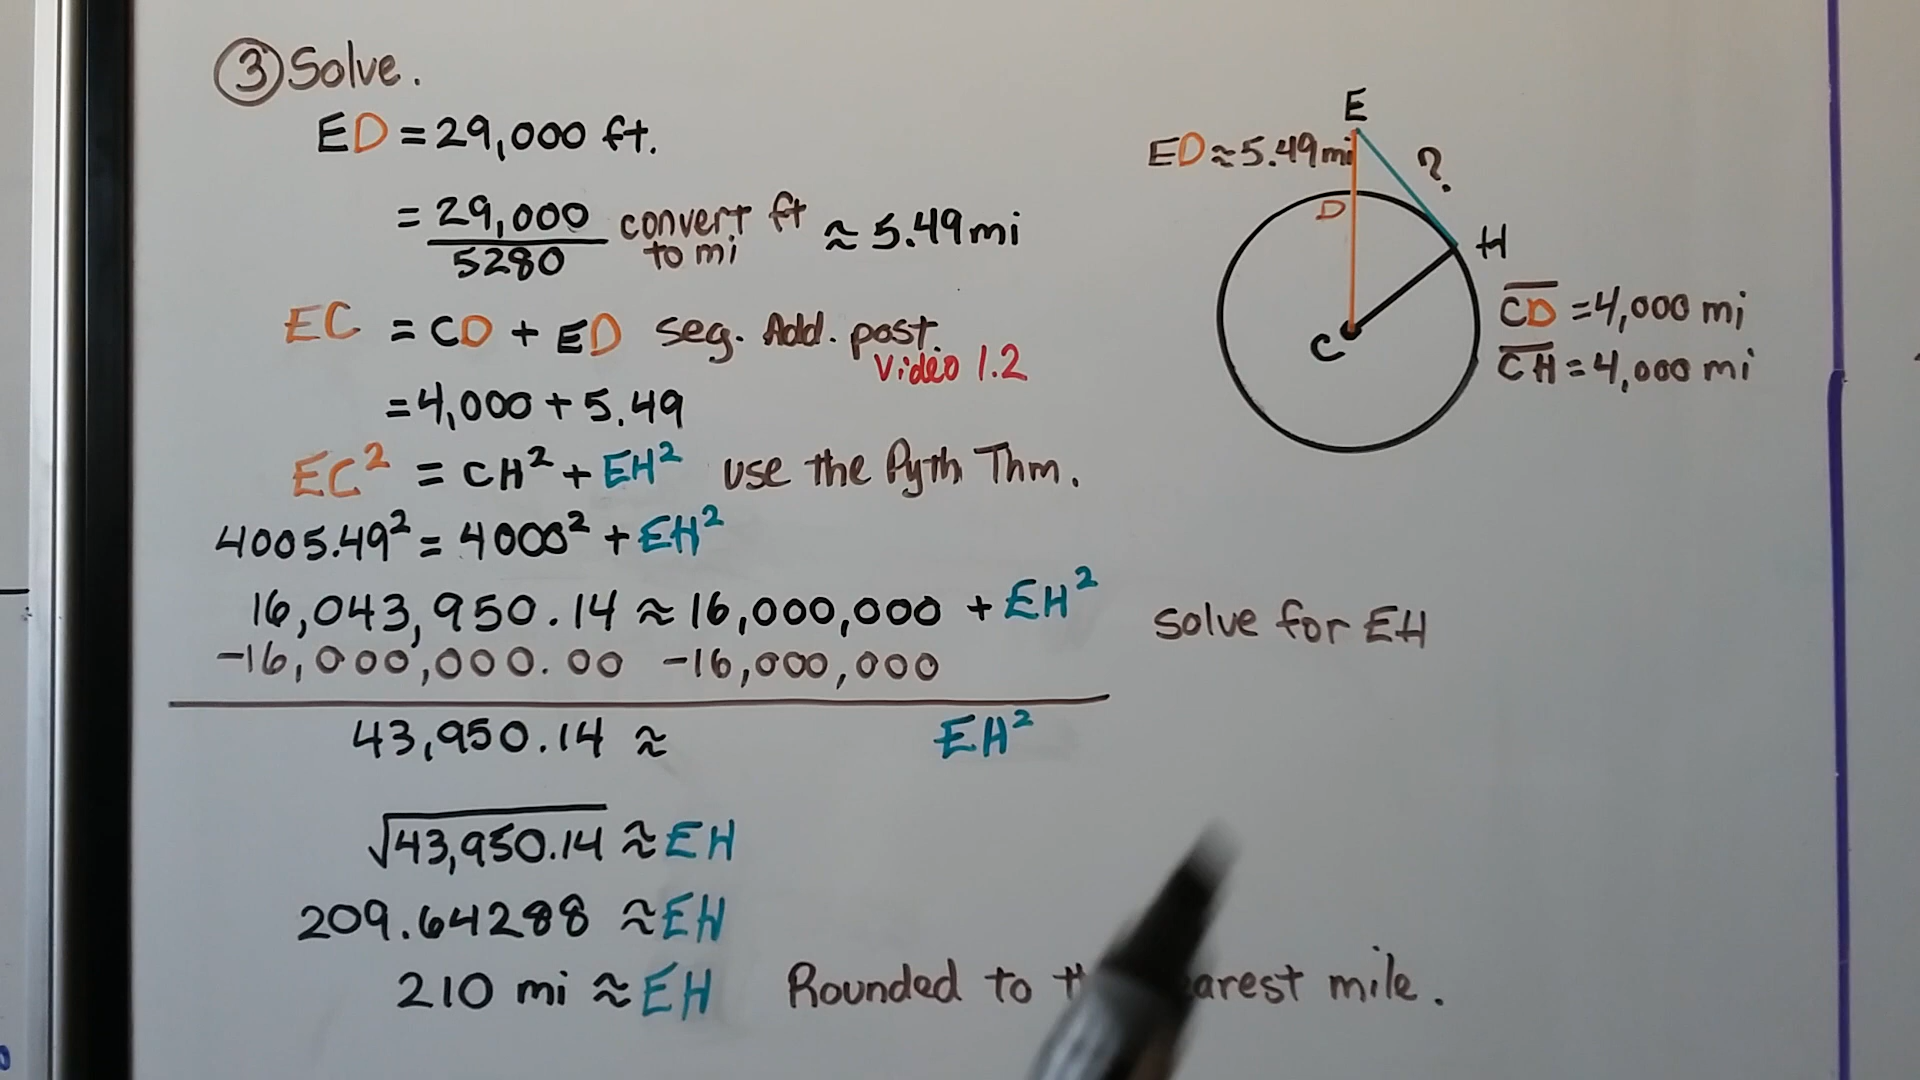 ③ Solve.
ED = 29,000 ft.
= 29,000 / 5280 convert ft to mi ≈ 5.49 mi
EC = CD + ED seg. Add. post.
Video 1.2
= 4,000 + 5.49
EC² = CH² + EH² use the Pyth Thm.
4005.49² = 4000² + EH²
16,043,950.14 ≈ 16,000,000 + EH²
-16,000,000.00 -16,000,000
43,950.14 ≈ EH²
√43,950.14 ≈ EH
209.64288 ≈ EH
210 mi ≈ EH Rounded to arest mile.
solve for EH
E
ED ≈ 5.49 mi
?
D
H
C
CD = 4,000 mi
CH = 4,000 mi